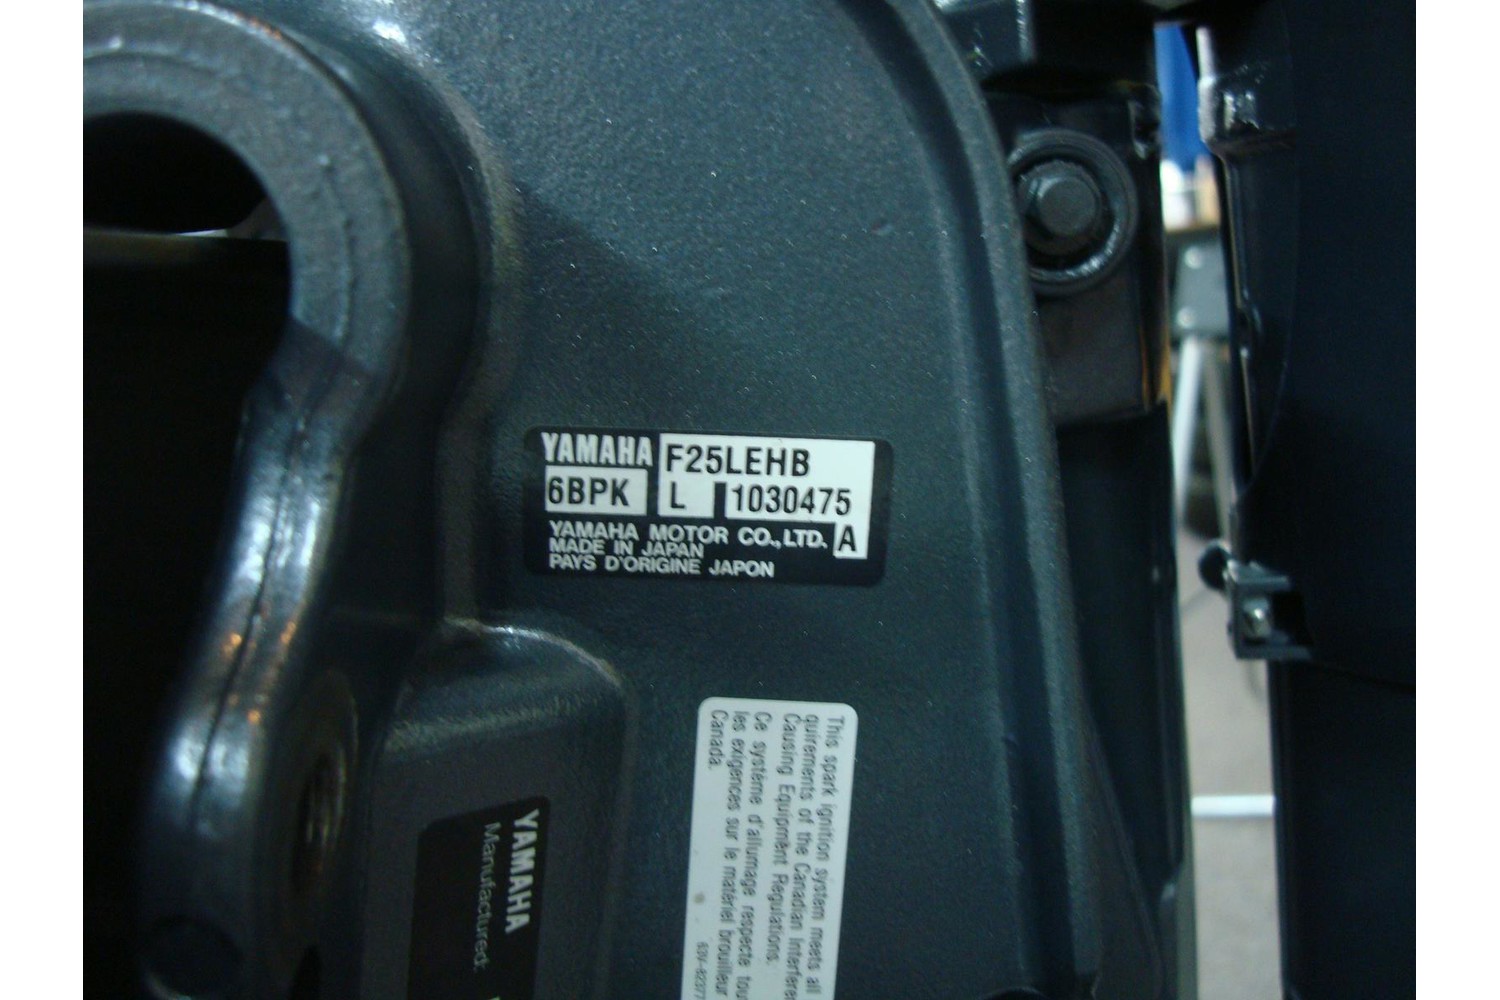 YAMAHA F25LEHB
6BPK L 1030475
YAMAHA MOTOR CO.,LTD. A
MADE IN JAPAN
PAYS D'ORIGINE JAPON
This spark ignition system meets all
quirements of the Canadian
Causing Equipment Regulations.
Ce système d'allumage respecte
les exigences sur le matériel brouilleur
Canada.
YAMAHA
Manufactured: